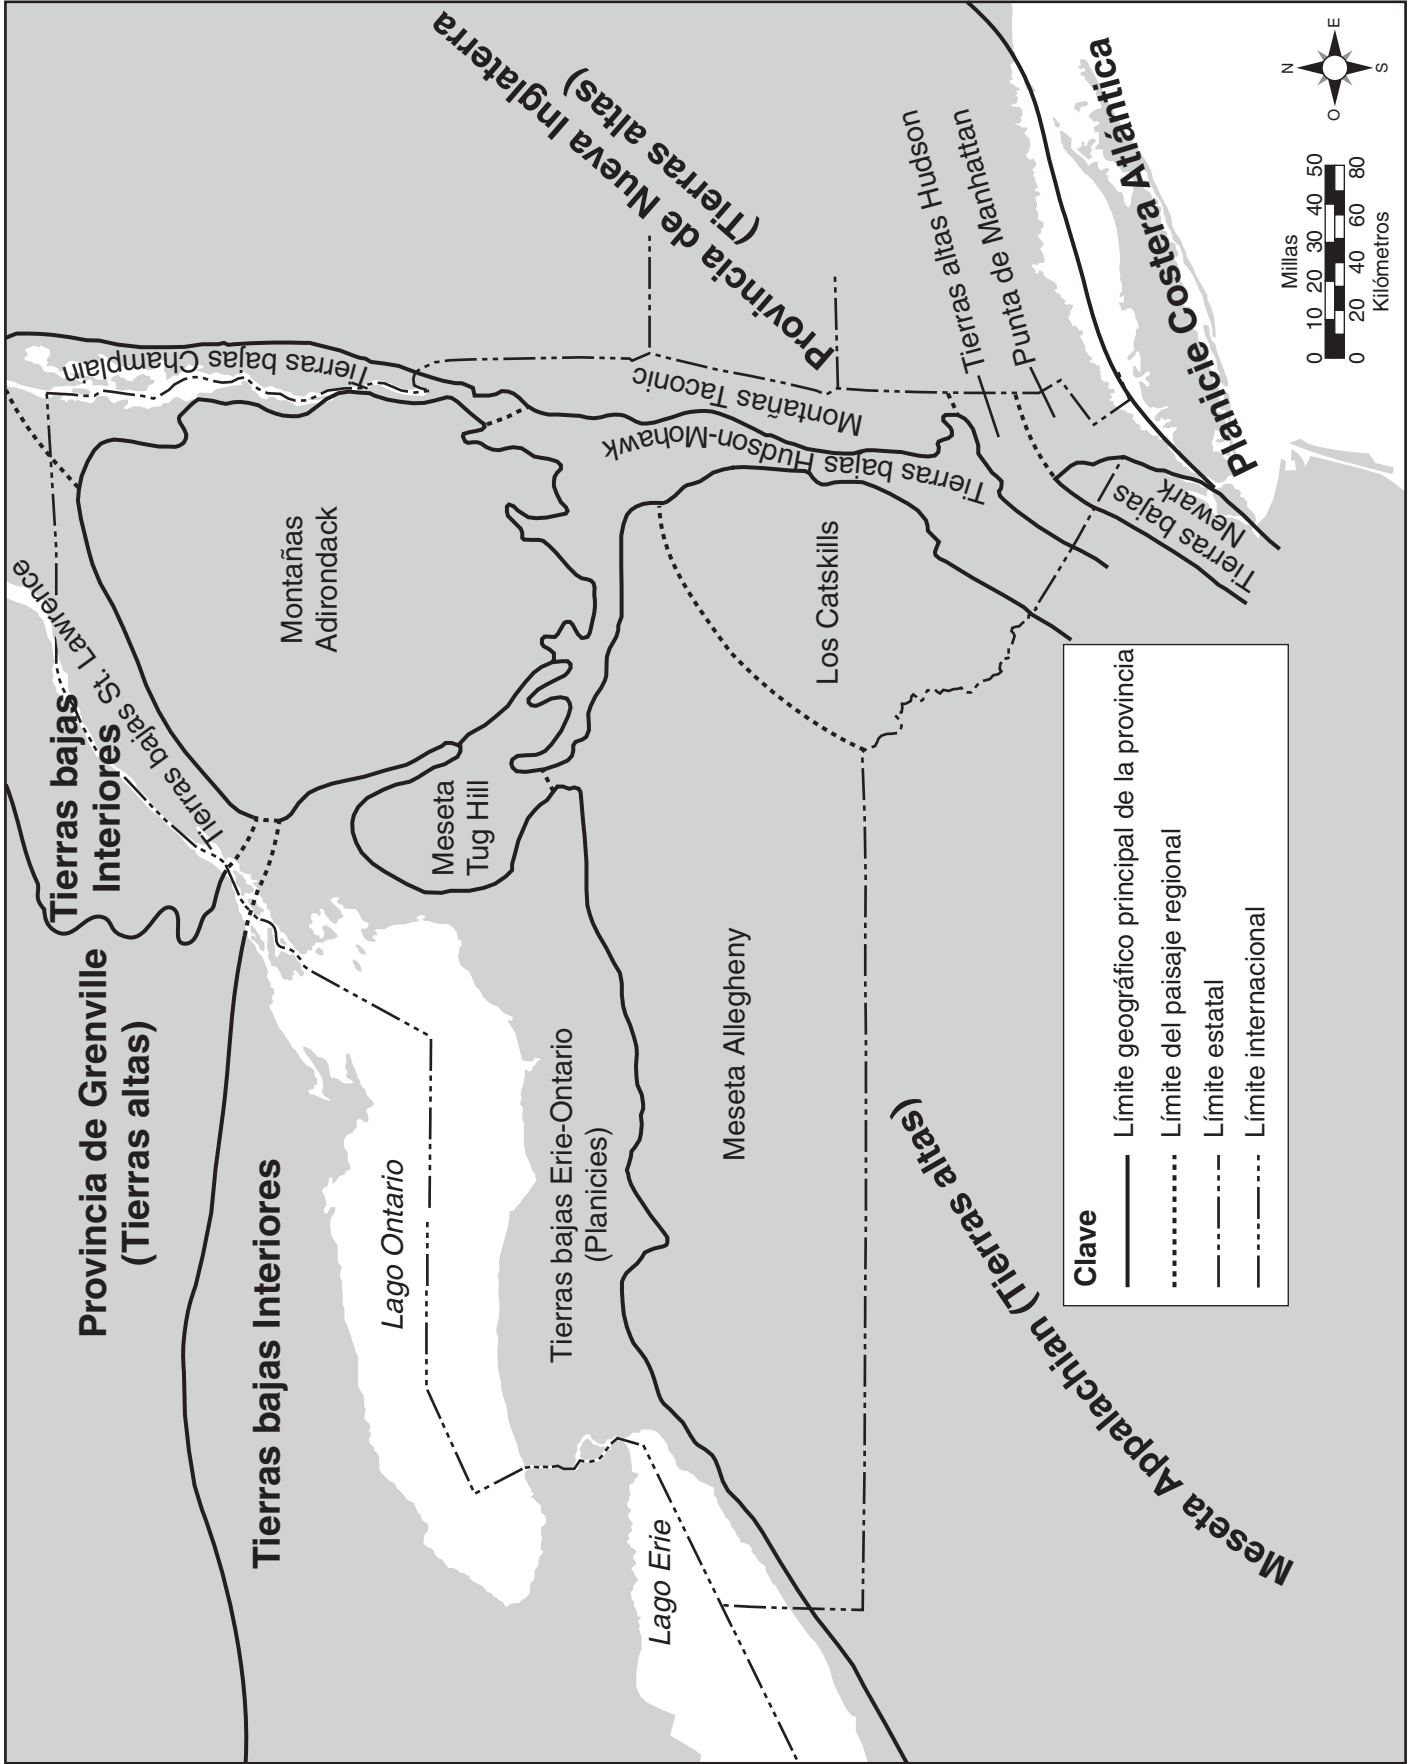 Provincia de Grenville
(Tierras altas)
Tierras bajas
Interiores
Tierras bajas St. Lawrence
Tierras bajas Champlain
Montañas
Adirondack
Tierras bajas Interiores
Lago Ontario
Meseta
Tug Hill
Provincia de Nueva Inglaterra
(Tierras altas)
Tierras bajas Erie-Ontario
(Planicies)
Tierras bajas Hudson-Mohawk
Montañas Taconic
Lago Erie
Meseta Allegheny
Los Catskills
Tierras altas Hudson
Punta de Manhattan
Meseta Appalachian (Tierras altas)
Tierras bajas
Newark
Planicie Costera Atlántica
Clave
Límite geográfico principal de la provincia
Límite del paisaje regional
Límite estatal
Límite internacional
Millas
0 10 20 30 40 50
0 20 40 60 80
Kilómetros
N
O
E
S